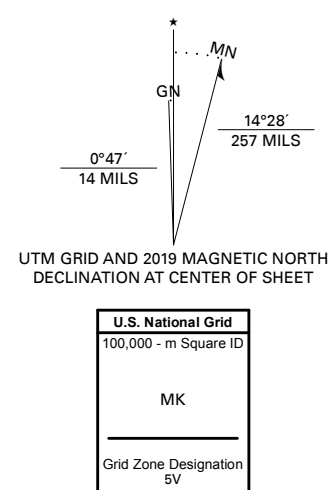 ★
MN
GN
14°28´
257 MILS
0°47´
14 MILS
UTM GRID AND 2019 MAGNETIC NORTH
DECLINATION AT CENTER OF SHEET
U.S. National Grid
100,000 - m Square ID
MK
Grid Zone Designation
5V